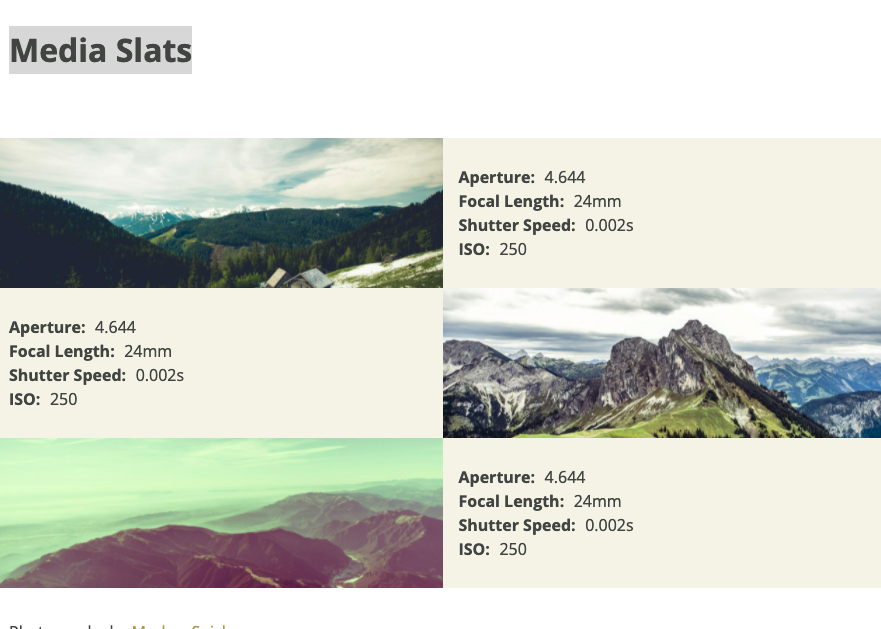 Media Slats
Aperture: 4.644
Focal Length: 24mm
Shutter Speed: 0.002s
ISO: 250
Aperture: 4.644
Focal Length: 24mm
Shutter Speed: 0.002s
ISO: 250
Aperture: 4.644
Focal Length: 24mm
Shutter Speed: 0.002s
ISO: 250